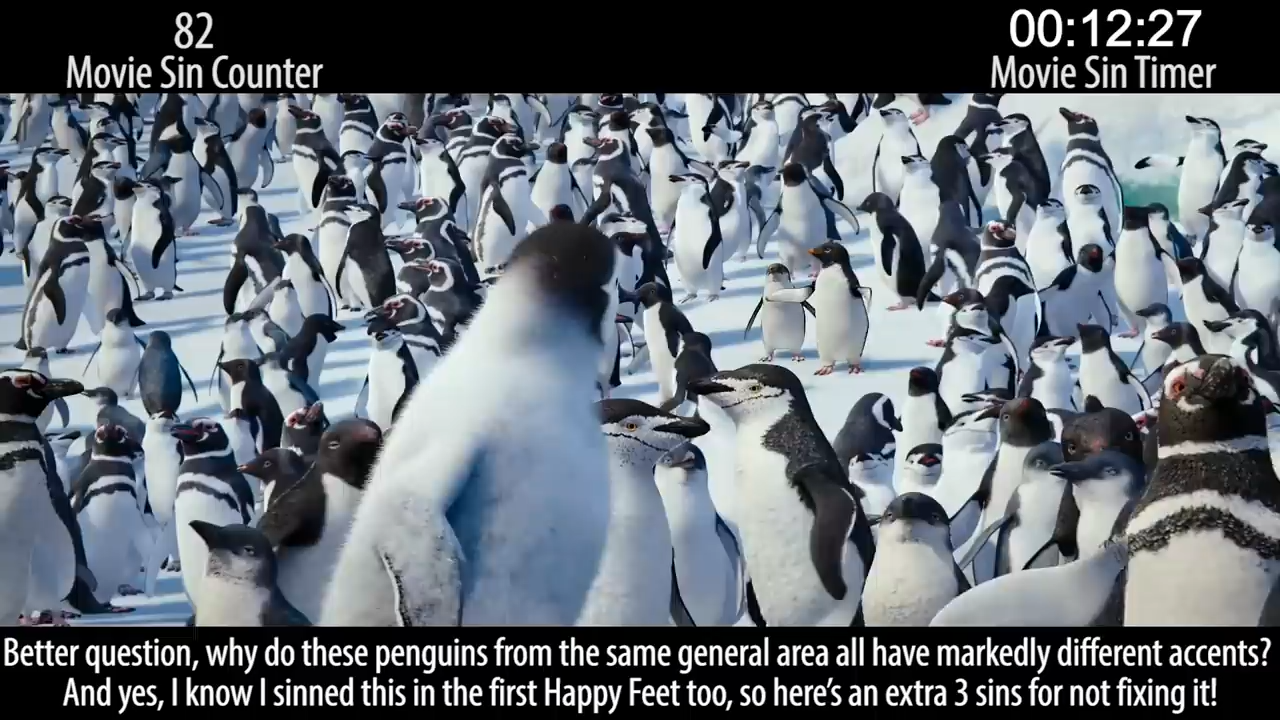 82
Movie Sin Counter
00:12:27
Movie Sin Timer
Better question, why do these penguins from the same general area all have markedly different accents?
And yes, I know I sinned this in the first Happy Feet too, so here's an extra 3 sins for not fixing it!